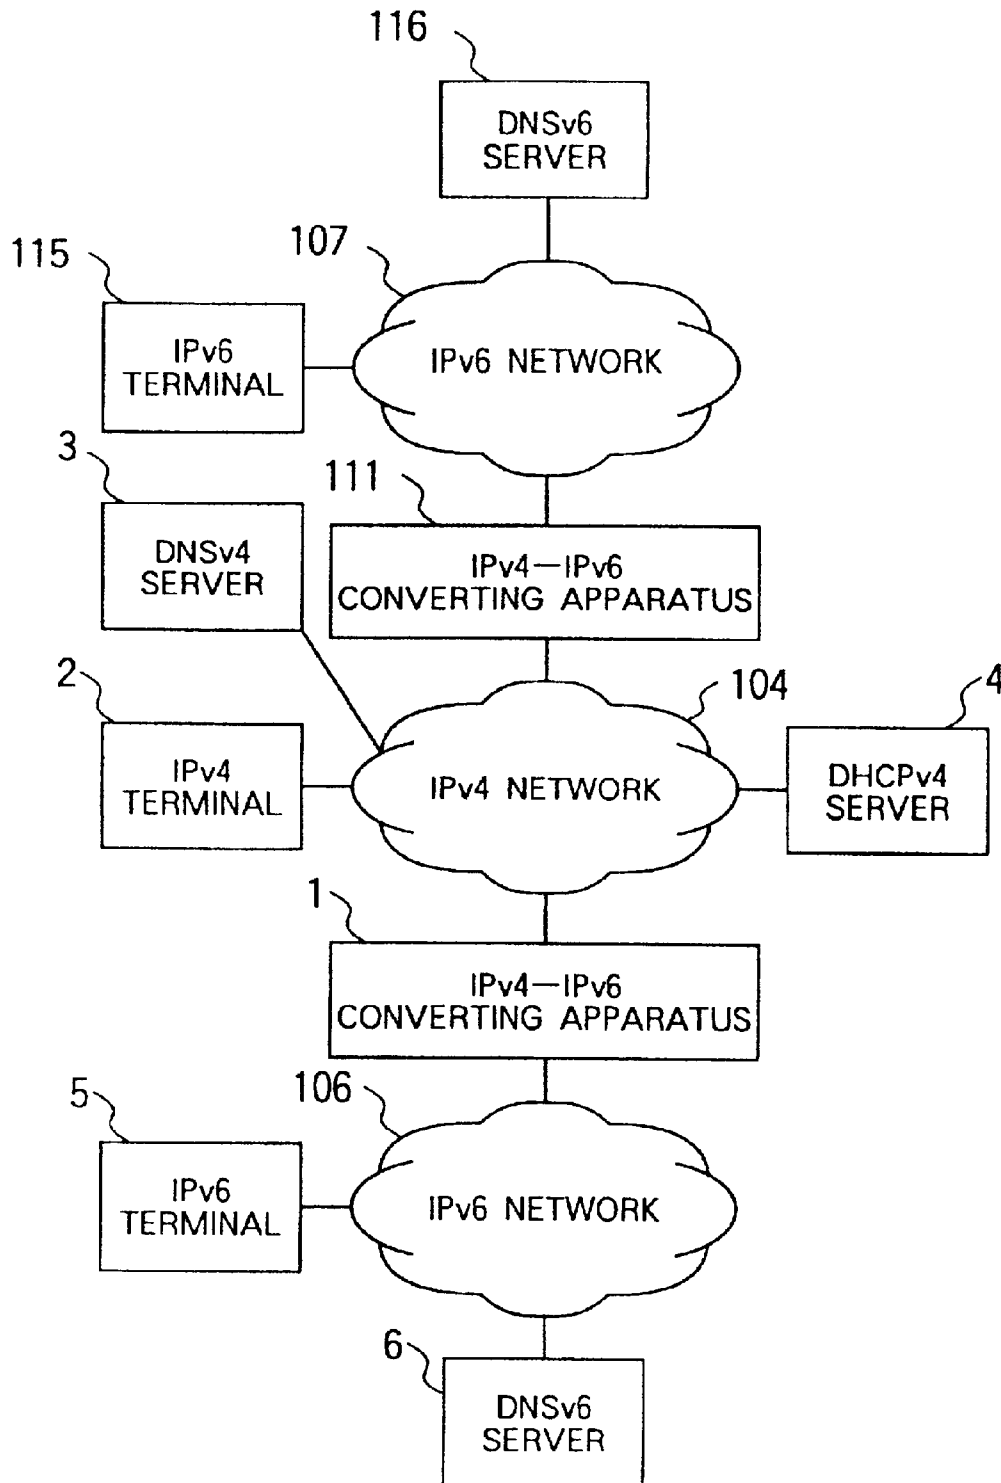 116
DNSv6
SERVER
107
115
IPv6
TERMINAL
IPv6 NETWORK
3
111
DNSv4
SERVER
IPv4—IPv6
CONVERTING APPARATUS
2
104
4
IPv4
TERMINAL
IPv4 NETWORK
DHCPv4
SERVER
1
IPv4—IPv6
CONVERTING APPARATUS
5
106
IPv6
TERMINAL
IPv6 NETWORK
6
DNSv6
SERVER